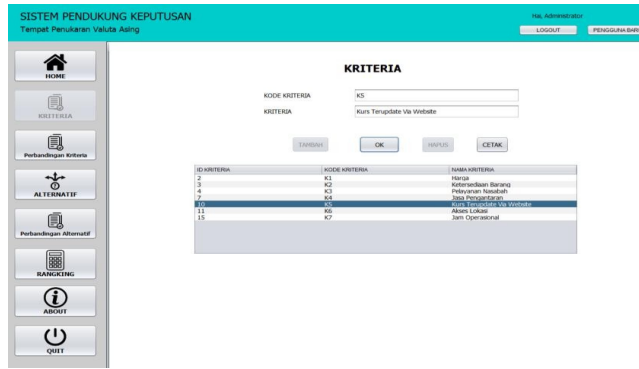 SISTEM PENDUKUNG KEPUTUSAN
Tempat Penukaran Valuta Asing
Hai, Administrator
LOGOUT
PENGGUNA BARU
HOME
KRITERIA
Perbandingan Kriteria
ALTERNATIF
Perbandingan Alternatif
RANGKING
ABOUT
QUIT
KRITERIA
KODE KRITERIA K5
KRITERIA Kurs Terupdate Via Website
TAMBAH OK HAPUS CETAK
ID KRITERIA KODE KRITERIA NAMA KRITERIA
2 K1 Harga
3 K2 Ketersediaan Barang
4 K3 Pelayanan Nasabah
7 K4 Jasa Pengantaran
10 K5 Kurs Terupdate Via Website
11 K6 Akses Lokasi
15 K7 Jam Operasional